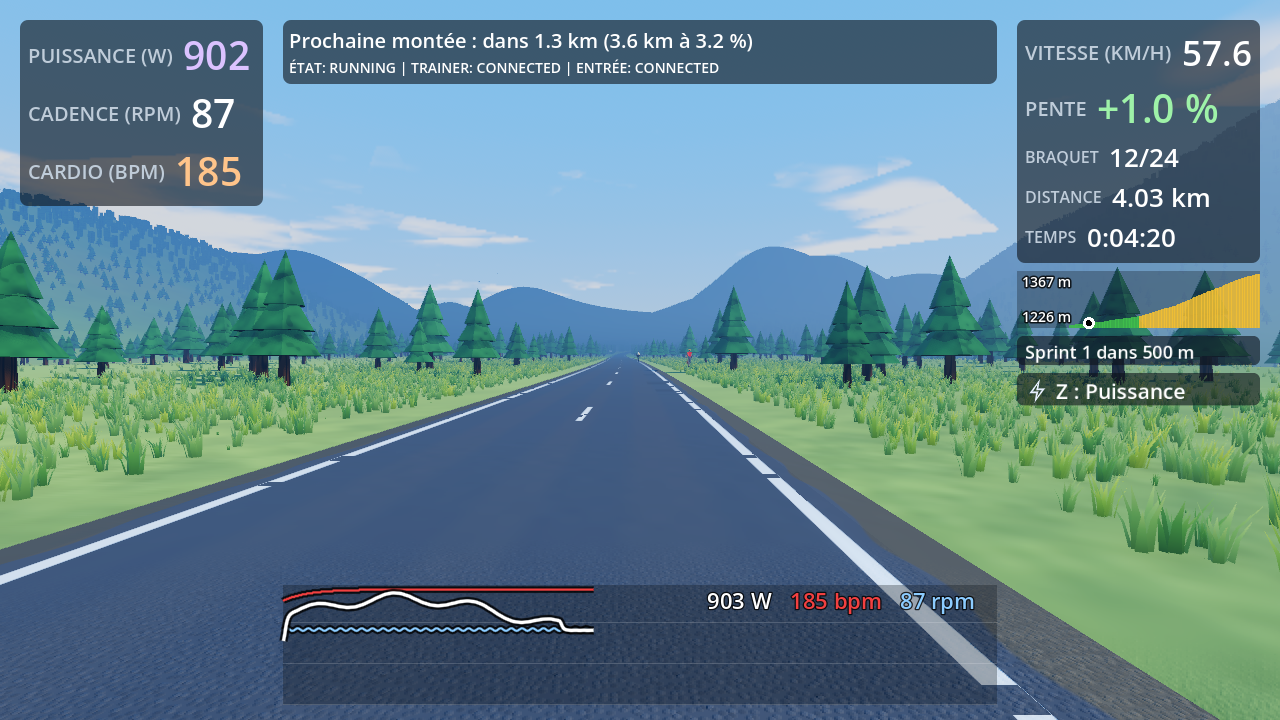 PUISSANCE (W) 902
CADENCE (RPM) 87
CARDIO (BPM) 185
Prochaine montée : dans 1.3 km (3.6 km à 3.2 %)
ÉTAT: RUNNING | TRAINER: CONNECTED | ENTRÉE: CONNECTED
VITESSE (KM/H) 57.6
PENTE +1.0 %
BRAQUET 12/24
DISTANCE 4.03 km
TEMPS 0:04:20
1367 m
1226 m
Sprint 1 dans 500 m
Z : Puissance
903 W 185 bpm 87 rpm